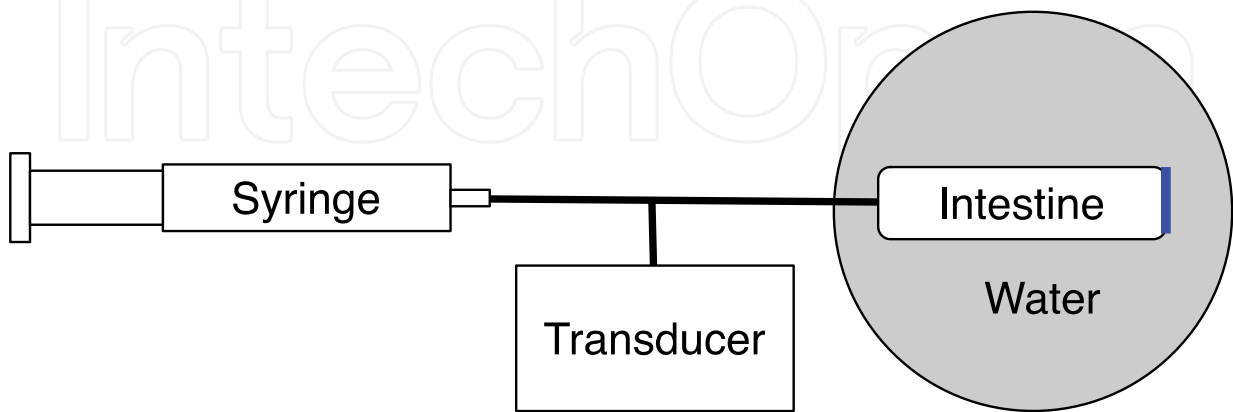 IntechOpen
Syringe
Intestine
Water
Transducer